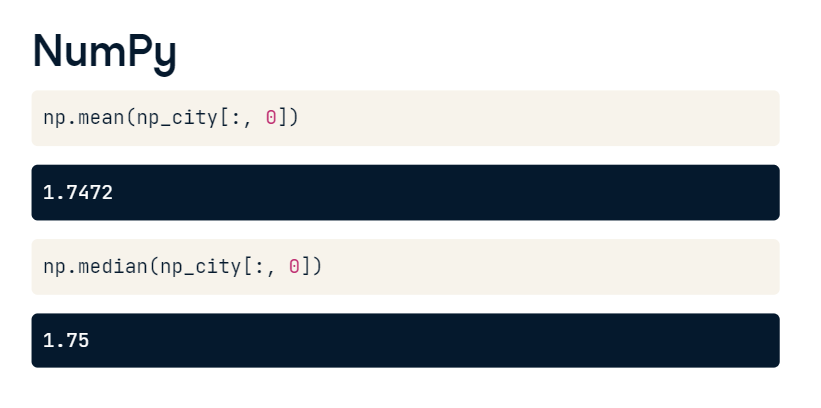 NumPy
np.mean(np_city[:, 0])
1.7472
np.median(np_city[:, 0])
1.75